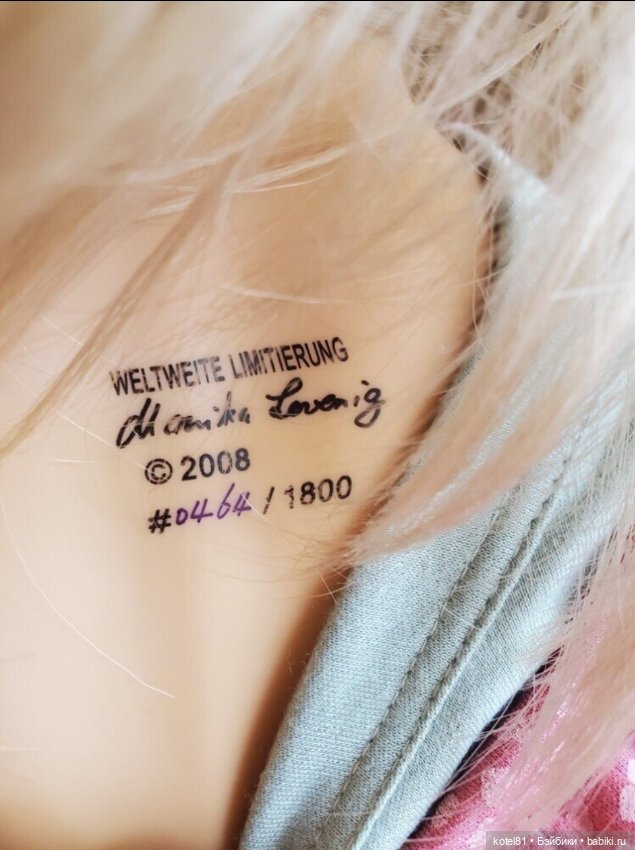 WELTWEITE LIMITIERUNG
Monika Levenig
© 2008
#0464 / 1800
kotel81 • Бэйбики • babiki.ru